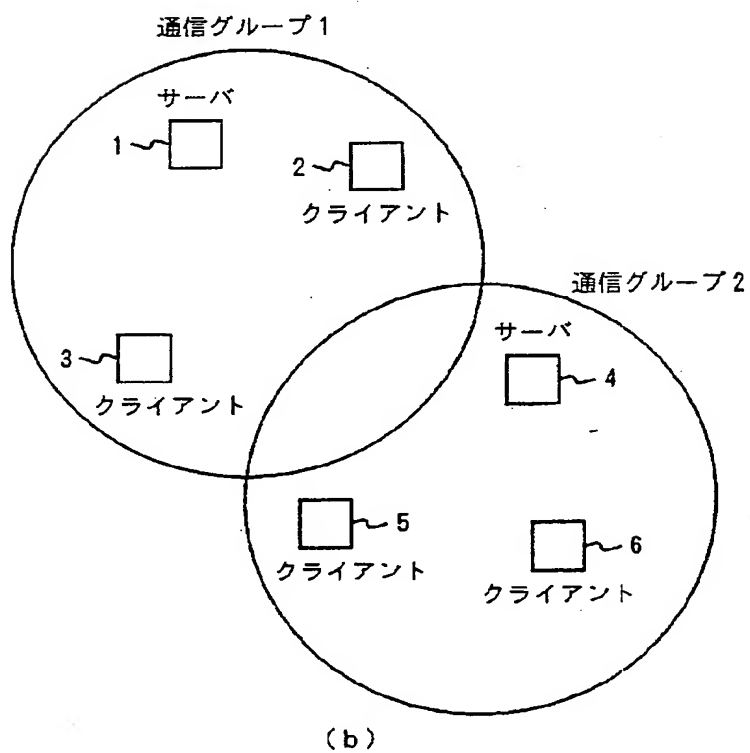 通信グループ1
サーバ
1
2
クライアント
通信グループ2
サーバ
3
4
クライアント
5
6
クライアント
クライアント
(b)